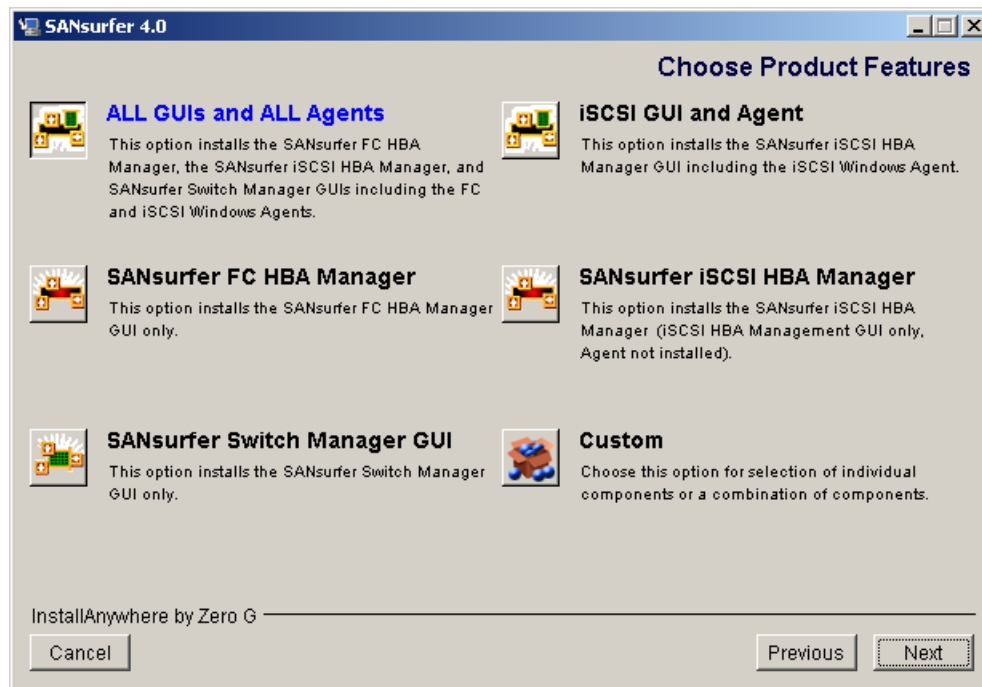 SANsurfer 4.0
Choose Product Features
ALL GUIs and ALL Agents
This option installs the SANsurfer FC HBA
Manager, the SANsurfer iSCSI HBA Manager, and
SANsurfer Switch Manager GUIs including the FC
and iSCSI Windows Agents.
iSCSI GUI and Agent
This option installs the SANsurfer iSCSI HBA
Manager GUI including the iSCSI Windows Agent.
SANsurfer FC HBA Manager
This option installs the SANsurfer FC HBA Manager
GUI only.
SANsurfer iSCSI HBA Manager
This option installs the SANsurfer iSCSI HBA
Manager (iSCSI HBA Management GUI only,
Agent not installed).
SANsurfer Switch Manager GUI
This option installs the SANsurfer Switch Manager
GUI only.
Custom
Choose this option for selection of individual
components or a combination of components.
InstallAnywhere by Zero G
Cancel
Previous
Next